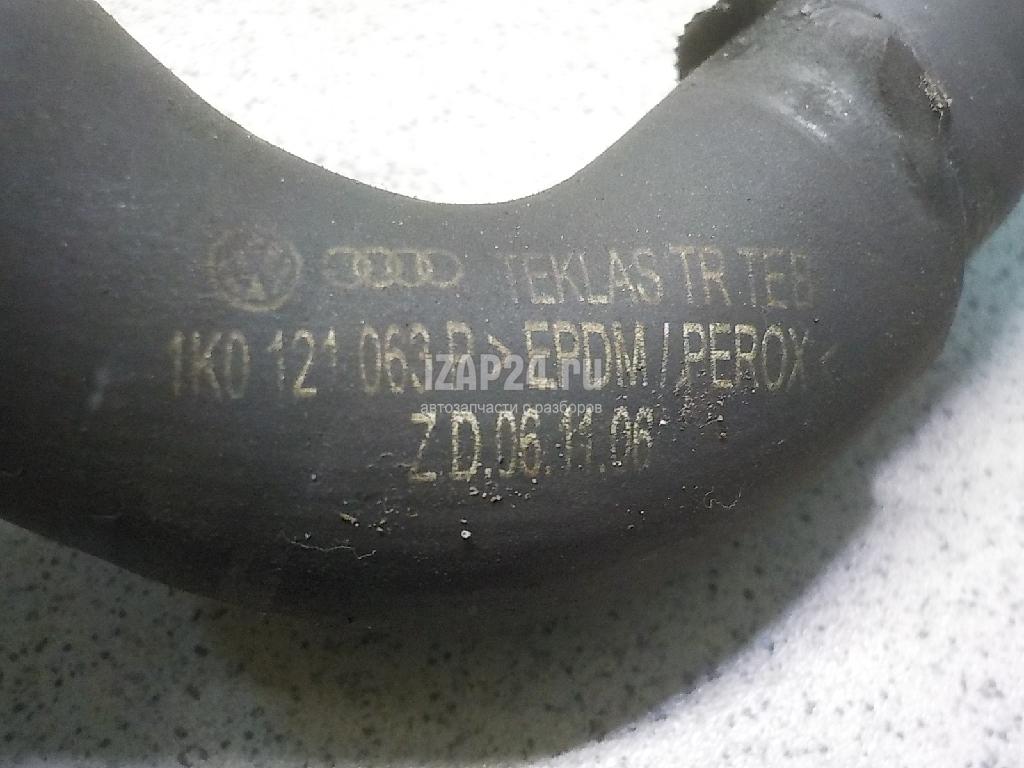 TEKLAS TR TEB
1K0 121 063 >EPDM/PEROX<
iZAP24.ru
автозапчасти с разборов
Z.D.06.11.06